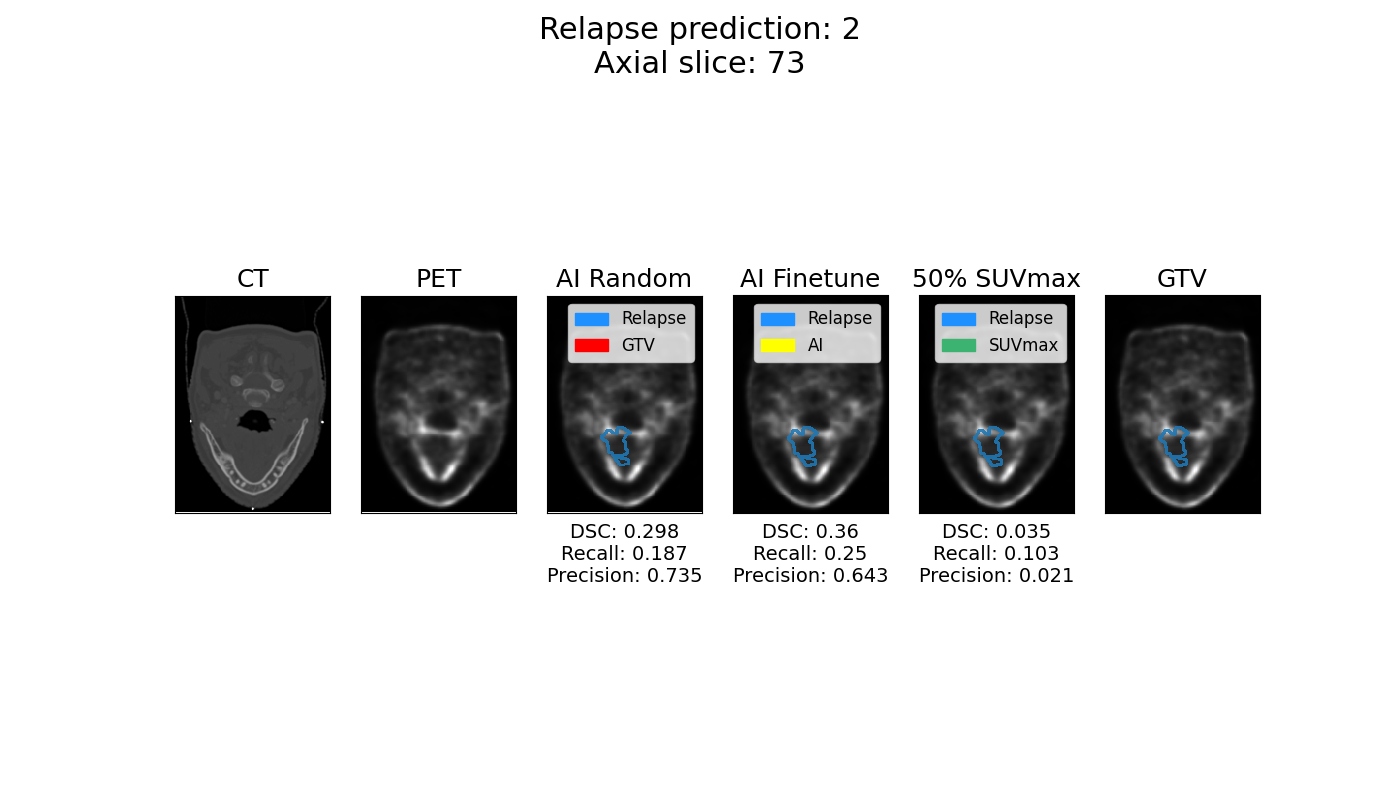 Relapse prediction: 2
Axial slice: 73
CT
PET
AI Random
AI Finetune
50% SUVmax
GTV
Relapse
GTV
Relapse
AI
Relapse
SUVmax
DSC: 0.298
Recall: 0.187
Precision: 0.735
DSC: 0.36
Recall: 0.25
Precision: 0.643
DSC: 0.035
Recall: 0.103
Precision: 0.021